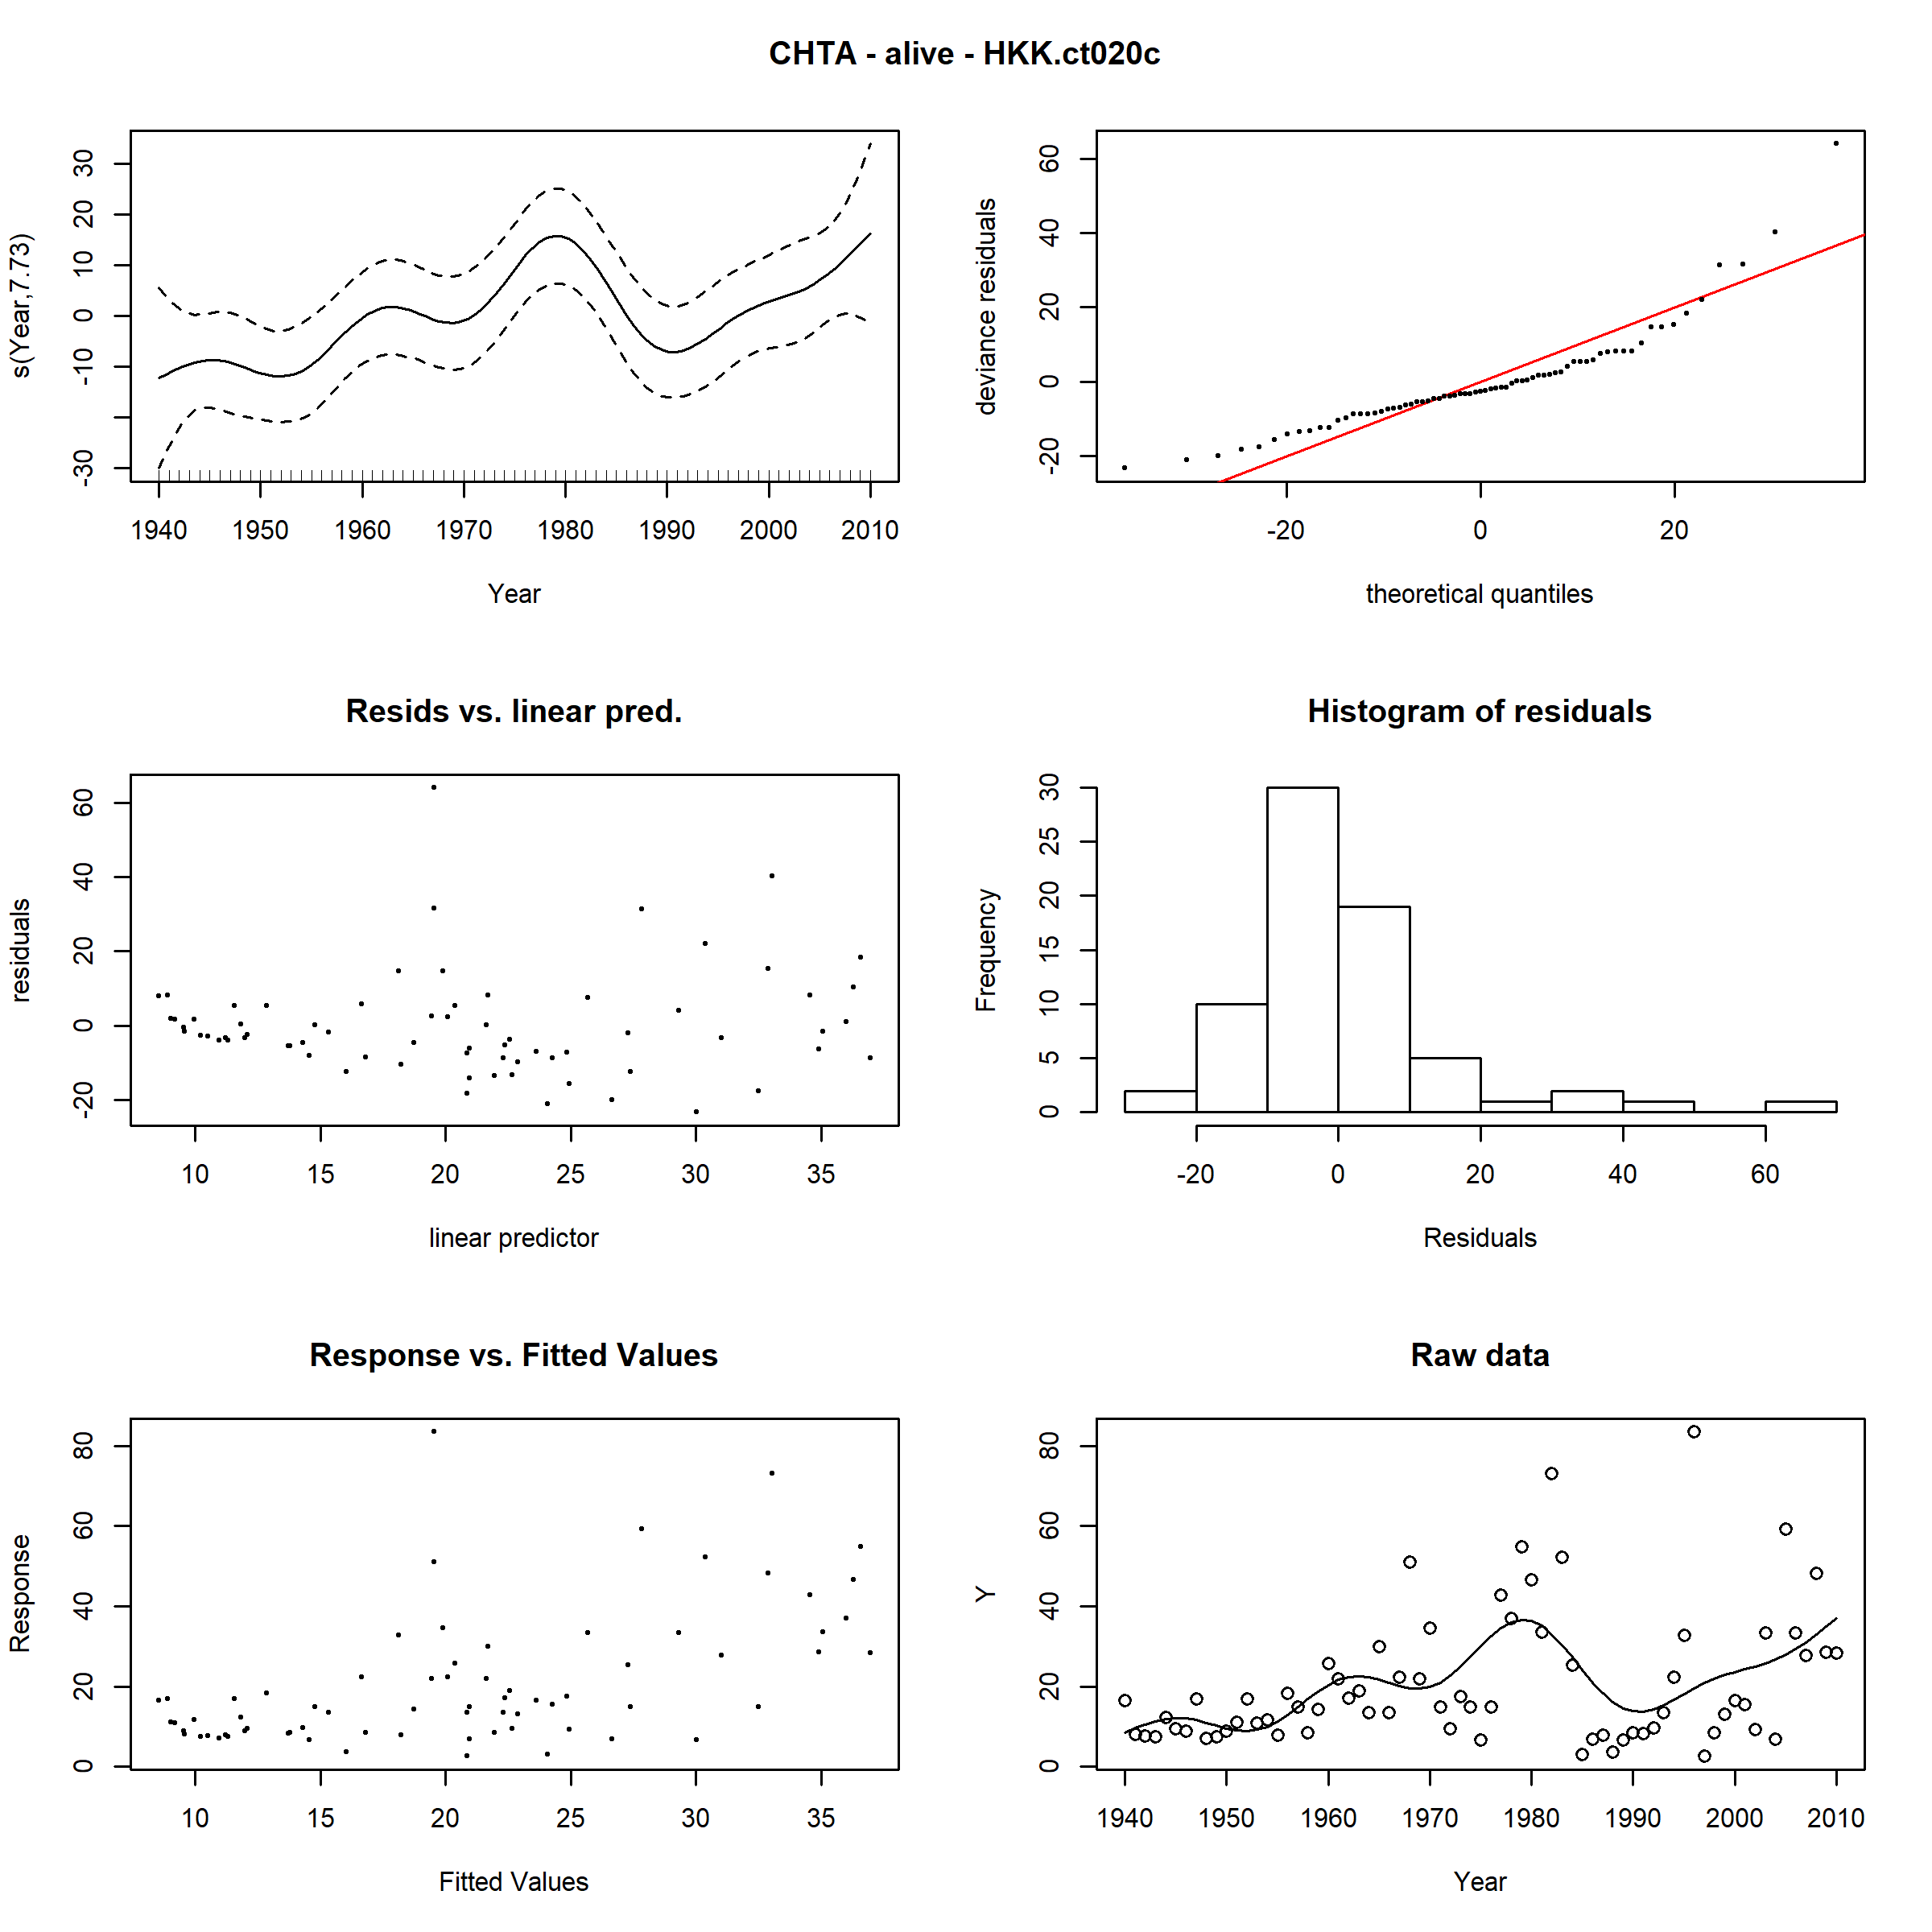 CHTA - alive - HKK.ct020c
s(Year,7.73)
30
20
10
0
-10
-30
1940 1950 1960 1970 1980 1990 2000 2010
Year
deviance residuals
60
40
20
0
-20
-20 0 20
theoretical quantiles
Resids vs. linear pred.
residuals
60
40
20
0
-20
10 15 20 25 30 35
linear predictor
Histogram of residuals
Frequency
30
25
20
15
10
5
0
-20 0 20 40 60
Residuals
Response vs. Fitted Values
Response
80
60
40
20
0
10 15 20 25 30 35
Fitted Values
Raw data
Y
80
60
40
20
0
1940 1950 1960 1970 1980 1990 2000 2010
Year